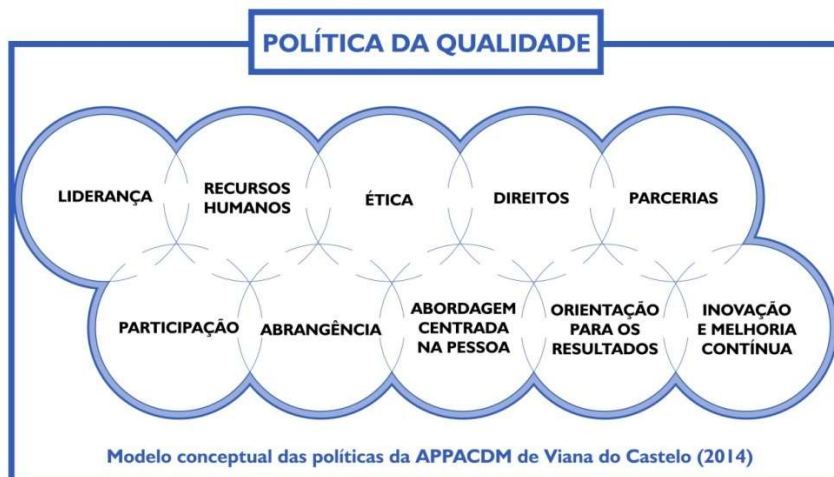 POLÍTICA DA QUALIDADE
LIDERANÇA
RECURSOS
HUMANOS
ÉTICA
DIREITOS
PARCERIAS
PARTICIPAÇÃO
ABRANGÊNCIA
ABORDAGEM
CENTRADA
NA PESSOA
ORIENTAÇÃO
PARA OS
RESULTADOS
INOVAÇÃO
E MELHORIA
CONTÍNUA
Modelo conceptual das políticas da APPACDM de Viana do Castelo (2014)